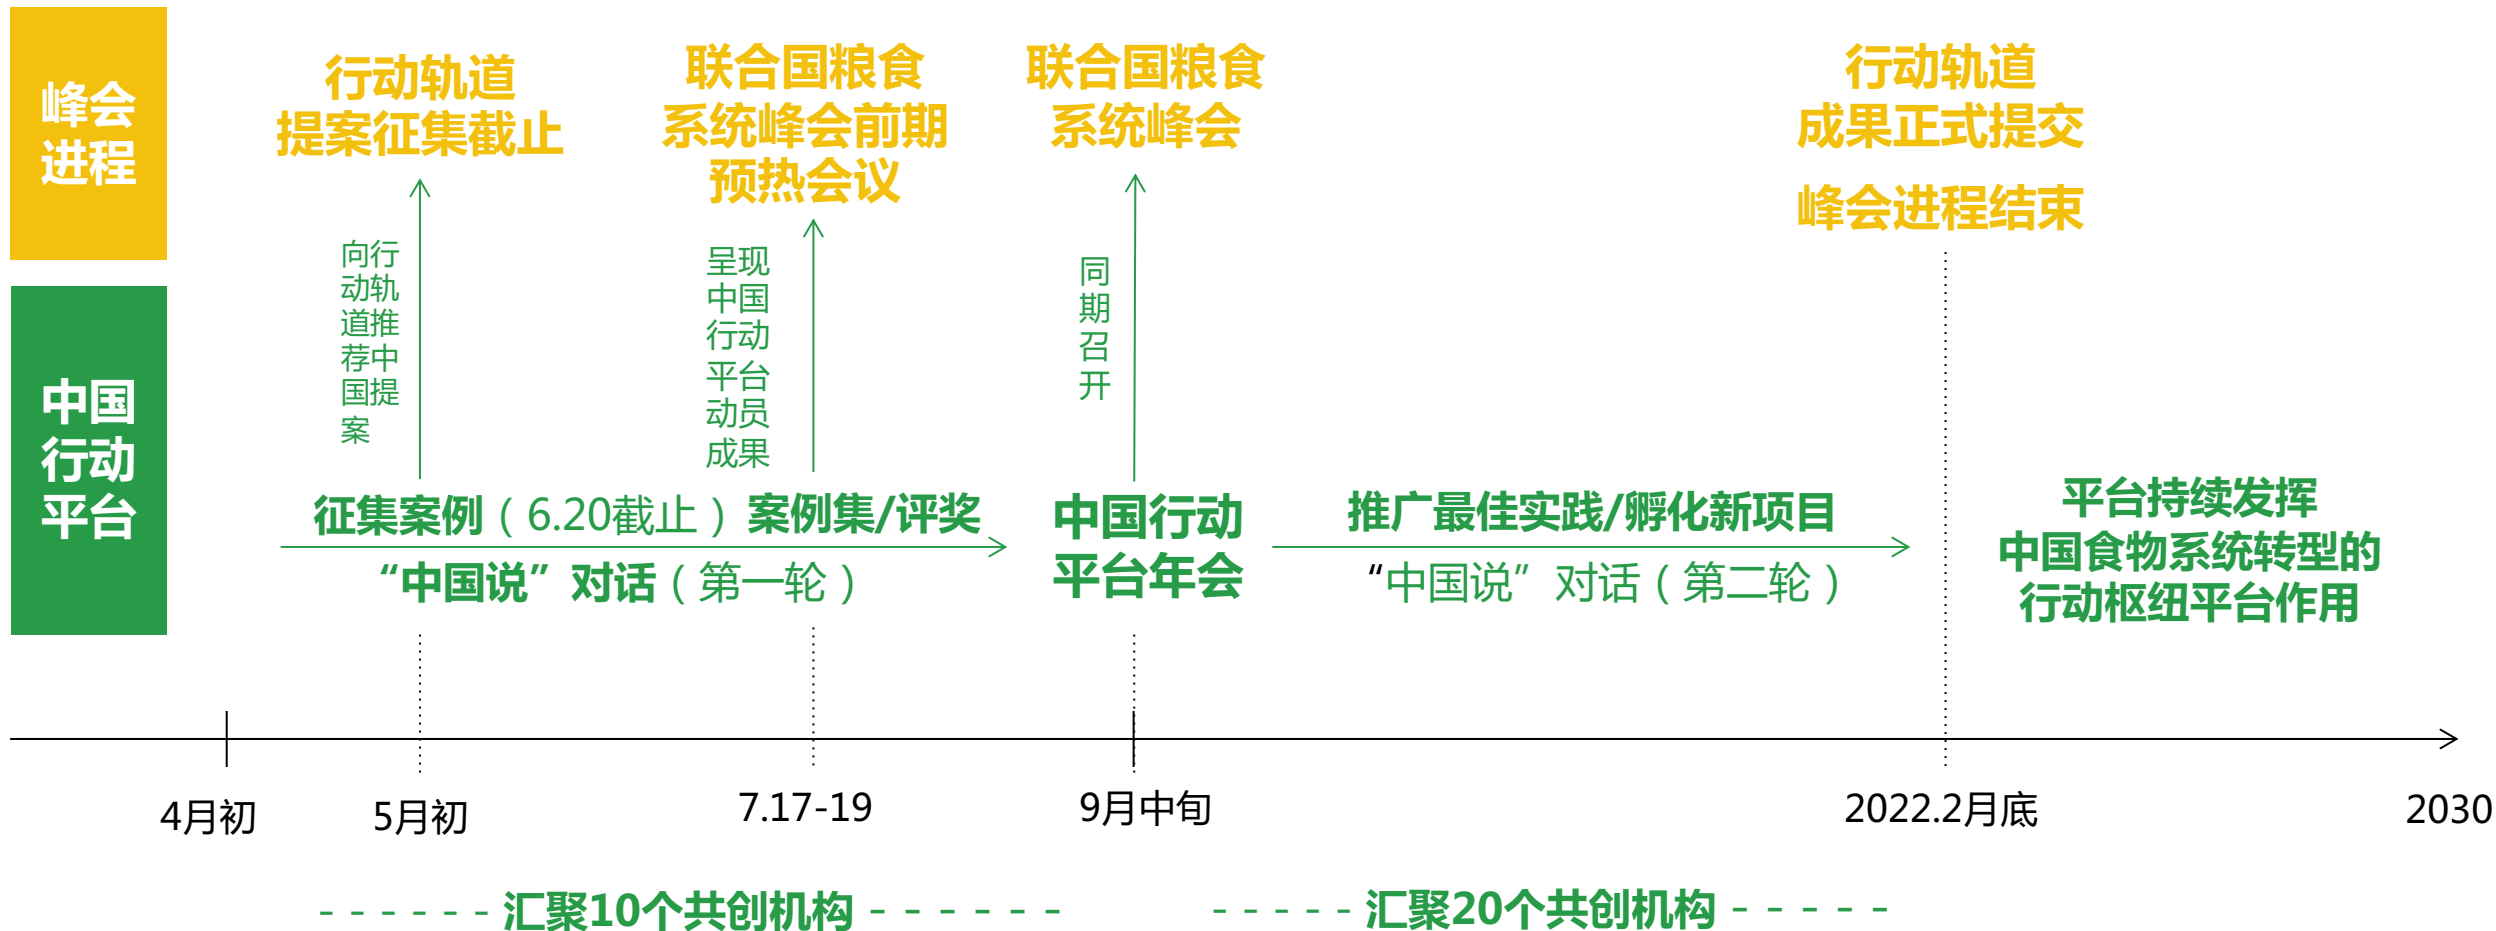 峰会
进程
行动轨道
提案征集截止
联合国粮食
系统峰会前期
预热会议
联合国粮食
系统峰会
行动轨道
成果正式提交
峰会进程结束
中国
行动
平台
向行
动轨
道推
荐中
国提
案
呈现
中国
行动
平台
动员
成果
同
期
召
开
征集案例（6.20截止）案例集/评奖
“中国说”对话（第一轮）
中国行动
平台年会
推广最佳实践/孵化新项目
“中国说”对话（第二轮）
平台持续发挥
中国食物系统转型的
行动枢纽平台作用
4月初
5月初
7.17-19
9月中旬
2022.2月底
2030
汇聚10个共创机构
汇聚20个共创机构